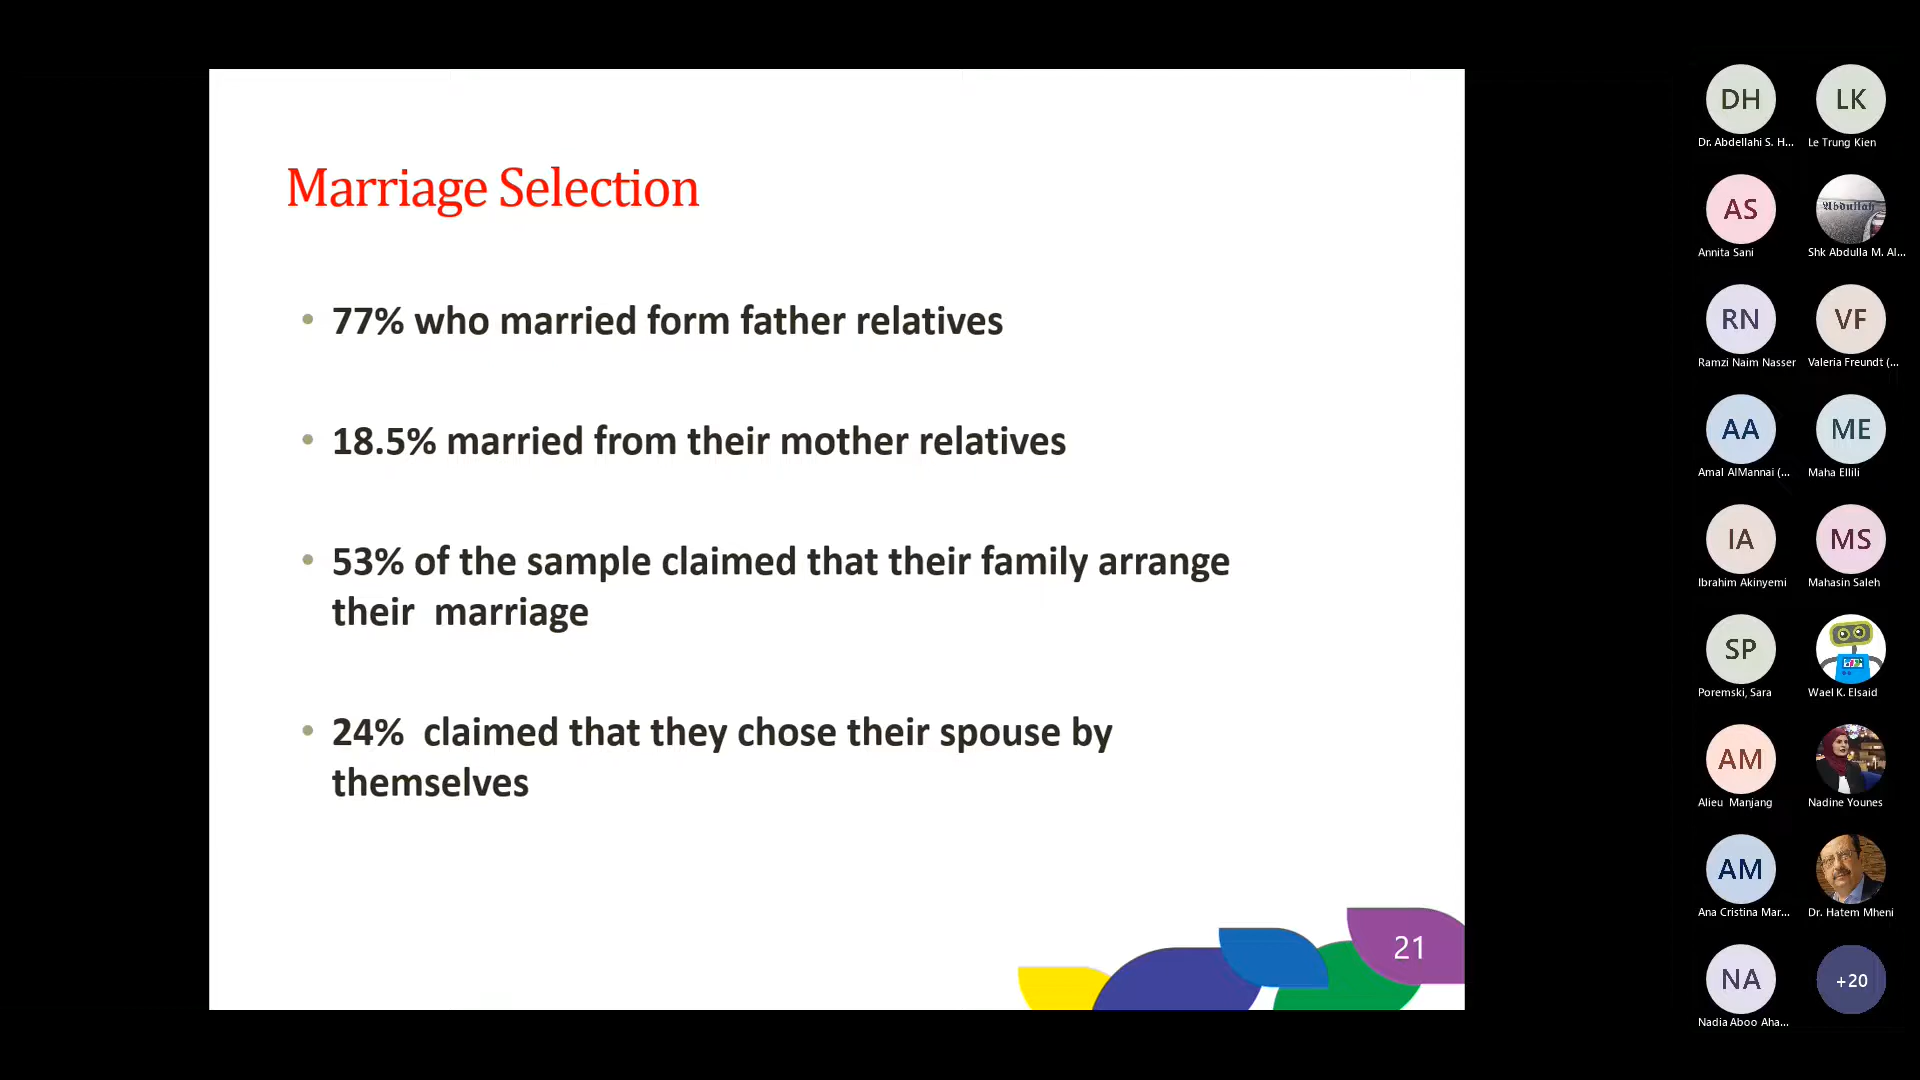 Marriage Selection
• 77% who married form father relatives
• 18.5% married from their mother relatives
• 53% of the sample claimed that their family arrange
their marriage
• 24% claimed that they chose their spouse by
themselves
21
DH
LK
Dr. Abdellahi S. H...
Le Trung Kien
AS
Abdullah
Annita Sani
Shk Abdulla M. Al...
RN
VF
Ramzi Naim Nasser
Valeria Freundt (...
AA
ME
Amal AlMannai (...
Maha Ellili
IA
MS
Ibrahim Akinyemi
Mahasin Saleh
SP
Poremski, Sara
Wael K. Elsaid
AM
Alieu Manjang
Nadine Younes
AM
Ana Cristina Mar...
Dr. Hatem Mheni
NA
+20
Nadia Aboo Aha...